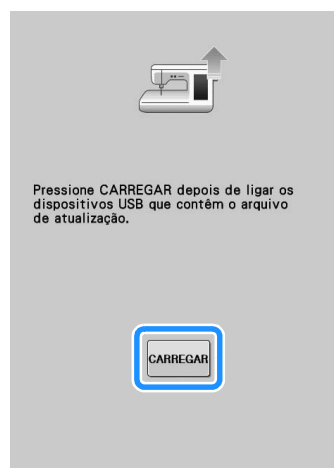 Pressione CARREGAR depois de ligar os
dispositivos USB que contêm o arquivo
de atualização.
CARREGAR